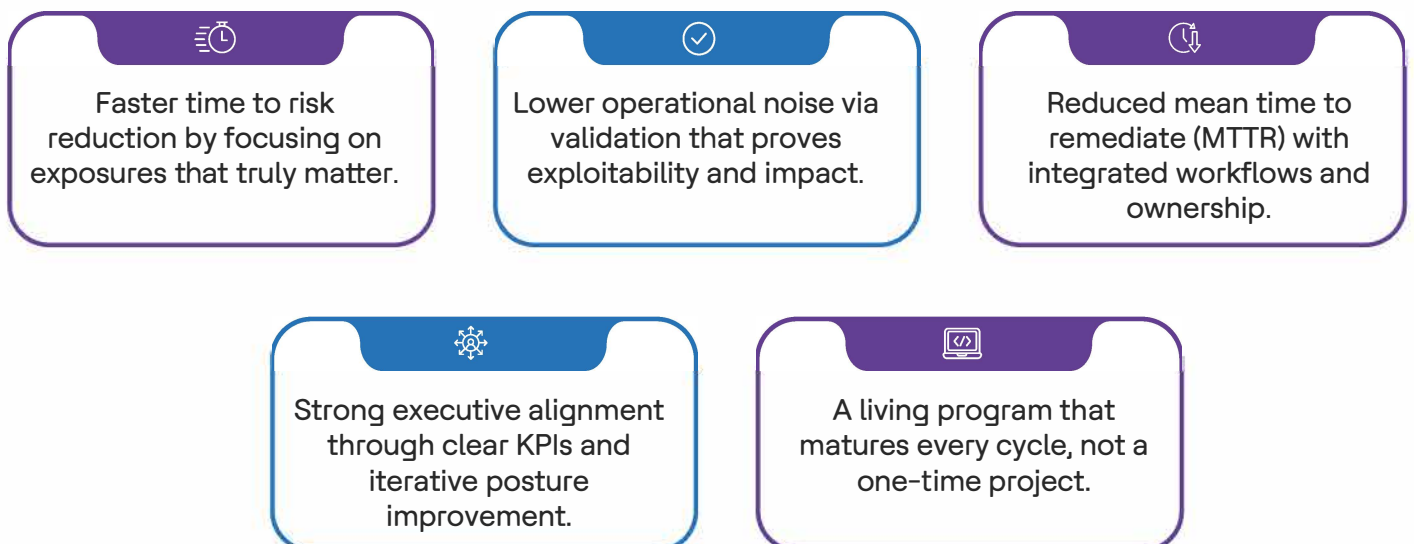 Faster time to risk
reduction by focusing on
exposures that truly matter.
Lower operational noise via
validation that proves
exploitability and impact.
Reduced mean time to
remediate (MTTR) with
integrated workflows and
ownership.
Strong executive alignment
through clear KPIs and
iterative posture
improvement.
A living program that
matures every cycle, not a
one-time project.